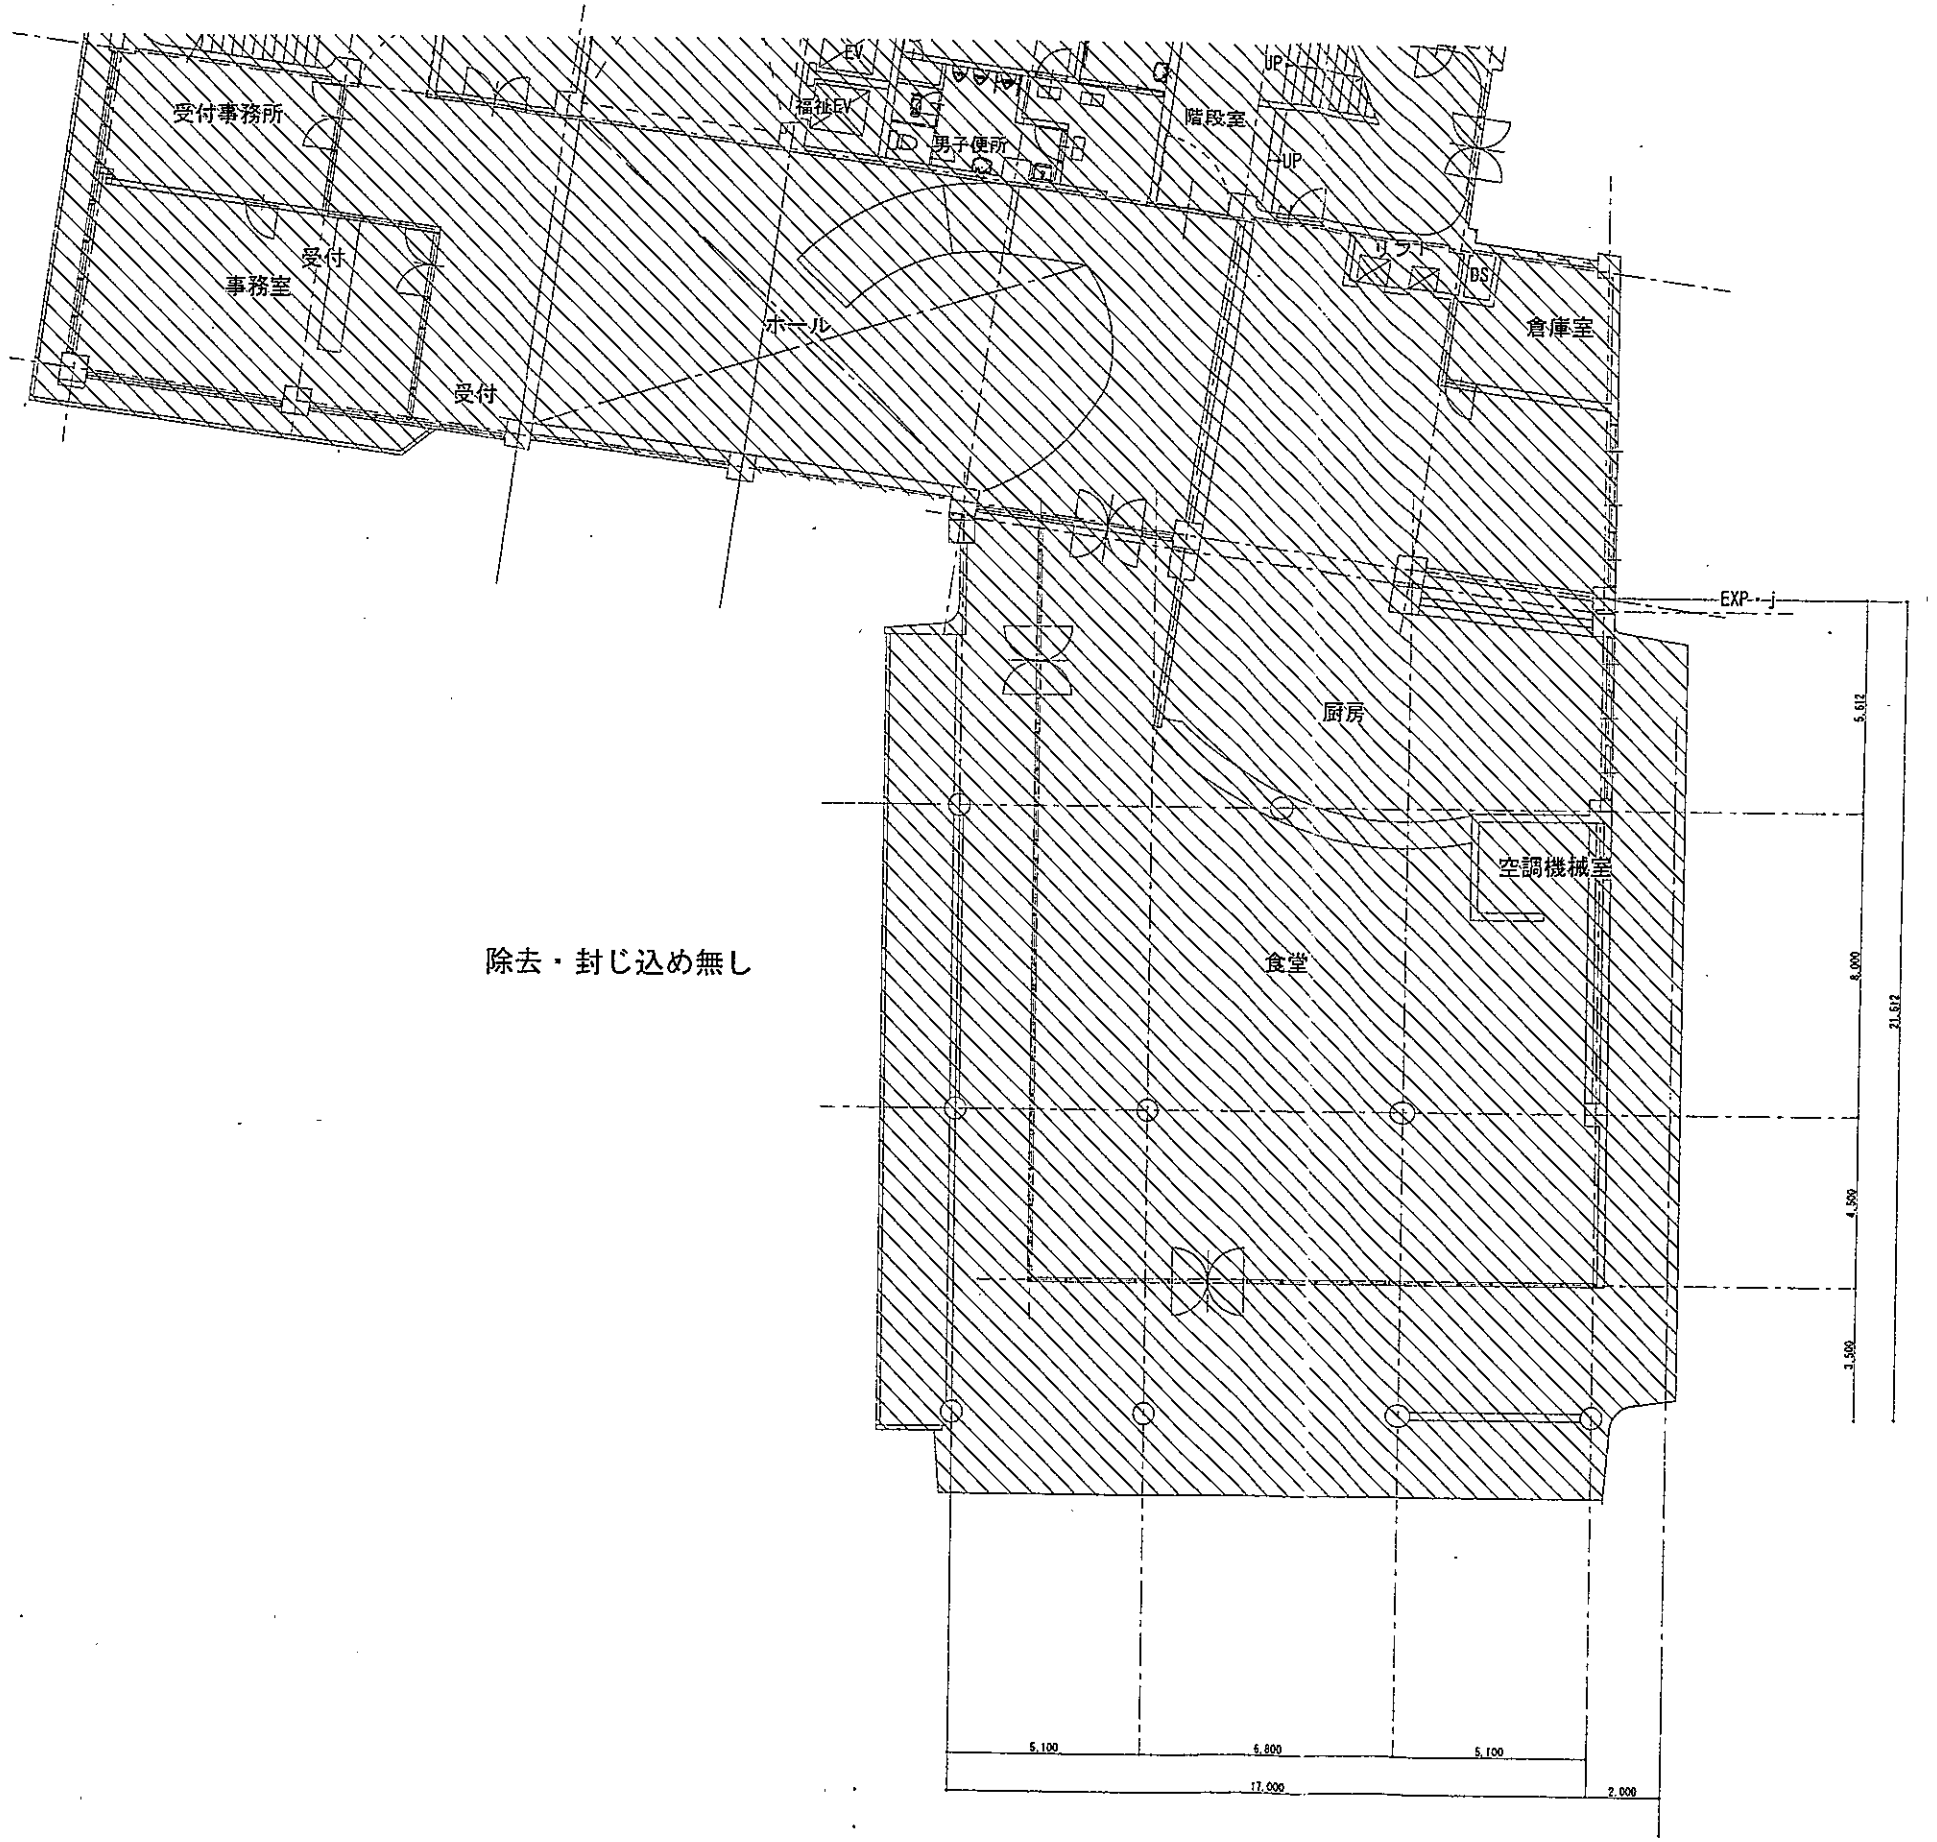 EV
UP
受付事務所
福祉EV
階段室
男子便所
UP
受付
リフト
DS
事務室
ホール
倉庫室
受付
EXP・j
5,612
厨房
空調機械室
除去・封じ込め無し
食堂
8,000
21,612
4,500
3,500
5,100
6,800
5,100
17,000
2,000